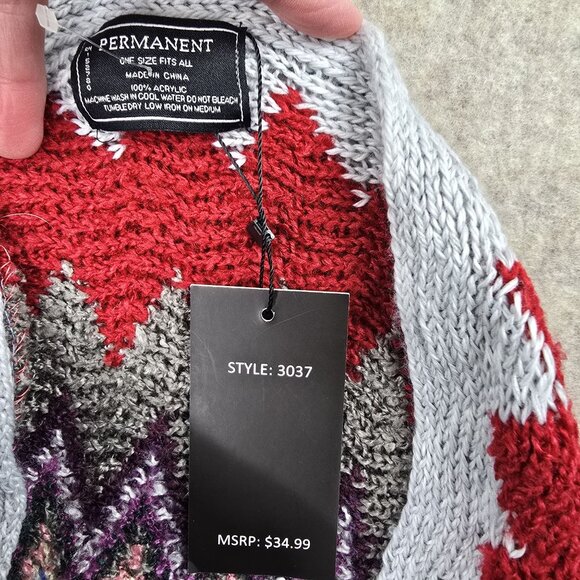 PERMANENT
ONE SIZE FITS ALL
MADE IN CHINA
100% ACRYLIC
MACHINE WASH IN COOL WATER DO NOT BLEACH
TUMBLE DRY LOW IRON ON MEDIUM
STYLE: 3037
MSRP: $34.99